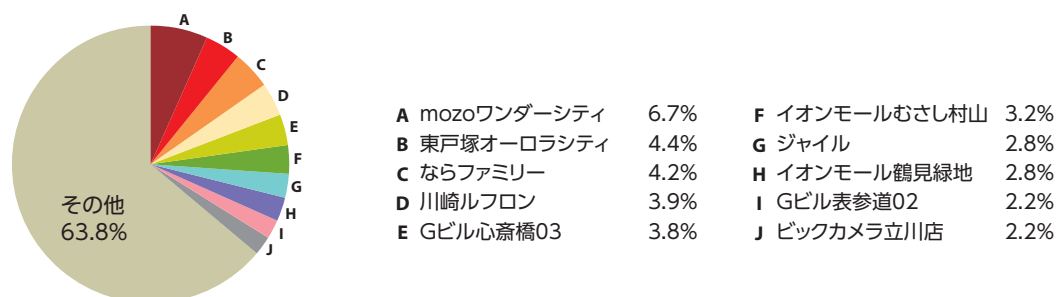 A
B
C
D
E
F
G
H
I
J
その他
63.8%
A mozoワンダーシティ 6.7%
B 東戸塚オーロラシティ 4.4%
C ならファミリー 4.2%
D 川崎ルフロン 3.9%
E Gビル心斎橋03 3.8%
F イオンモールむさし村山 3.2%
G ジャイル 2.8%
H イオンモール鶴見緑地 2.8%
I Gビル表参道02 2.2%
J ビックカメラ立川店 2.2%